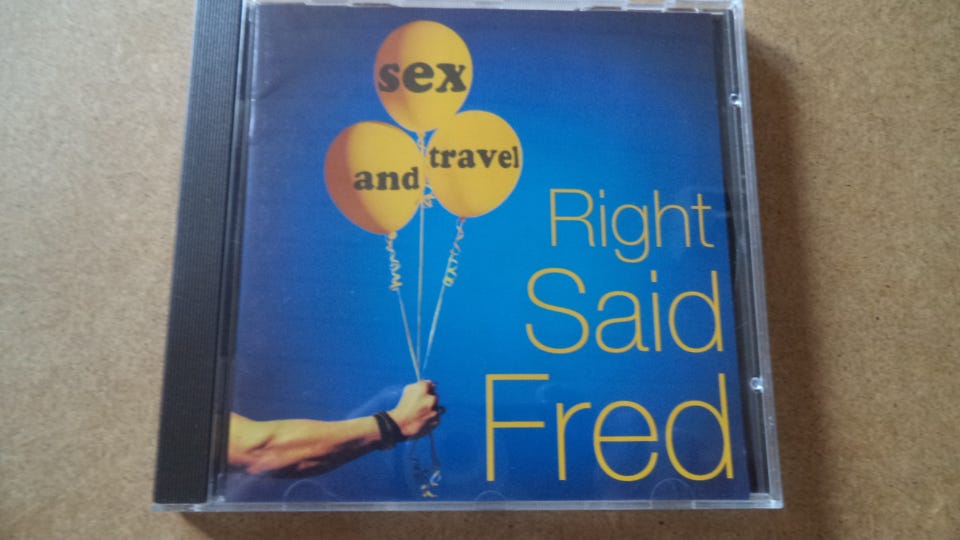 sex
and travel
Right
Said
Fred